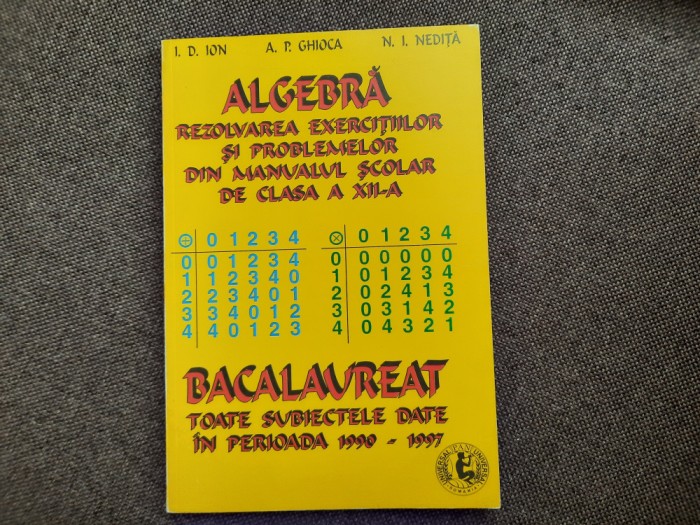 I. D. ION A. P. GHIOCA N. I. NEDIȚĂ
ALGEBRĂ
REZOLVAREA EXERCIȚIILOR
ȘI PROBLEMELOR
DIN MANUALUL ȘCOLAR
DE CLASA A XII-A
⊕ 0 1 2 3 4
0 0 1 2 3 4
1 1 2 3 4 0
2 2 3 4 0 1
3 3 4 0 1 2
4 4 0 1 2 3
⊗ 0 1 2 3 4
0 0 0 0 0 0
1 0 1 2 3 4
2 0 2 4 1 3
3 0 3 1 4 2
4 0 4 3 2 1
BACALAUREAT
TOATE SUBIECTELE DATE
ÎN PERIOADA 1990 - 1997
UNIVERSAL PAN UNIVERSAL
ROMANIA